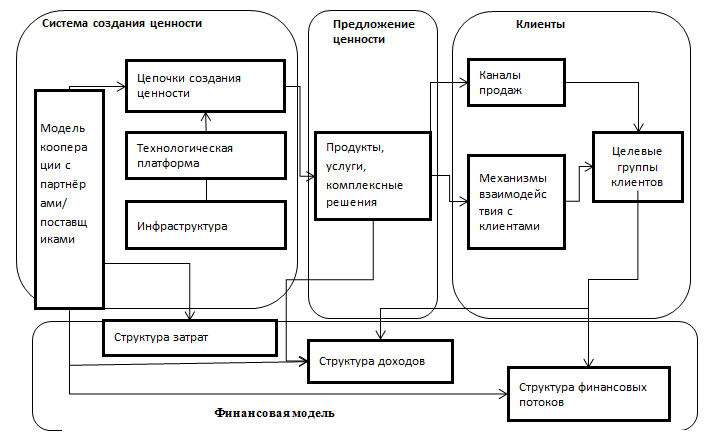 Система создания ценности
Предложение
ценности
Клиенты
Цепочки создания
ценности
Каналы
продаж
Модель
коопера
ции с
партнёр
ами/
поставщ
иками
Технологическая
платформа
Продукты,
услуги,
комплексные
решения
Целевые
группы
клиентов
Механизмы
взаимодейс
твия с
клиентами
Инфраструктура
Структура затрат
Структура доходов
Структура финансовых
потоков
Финансовая модель